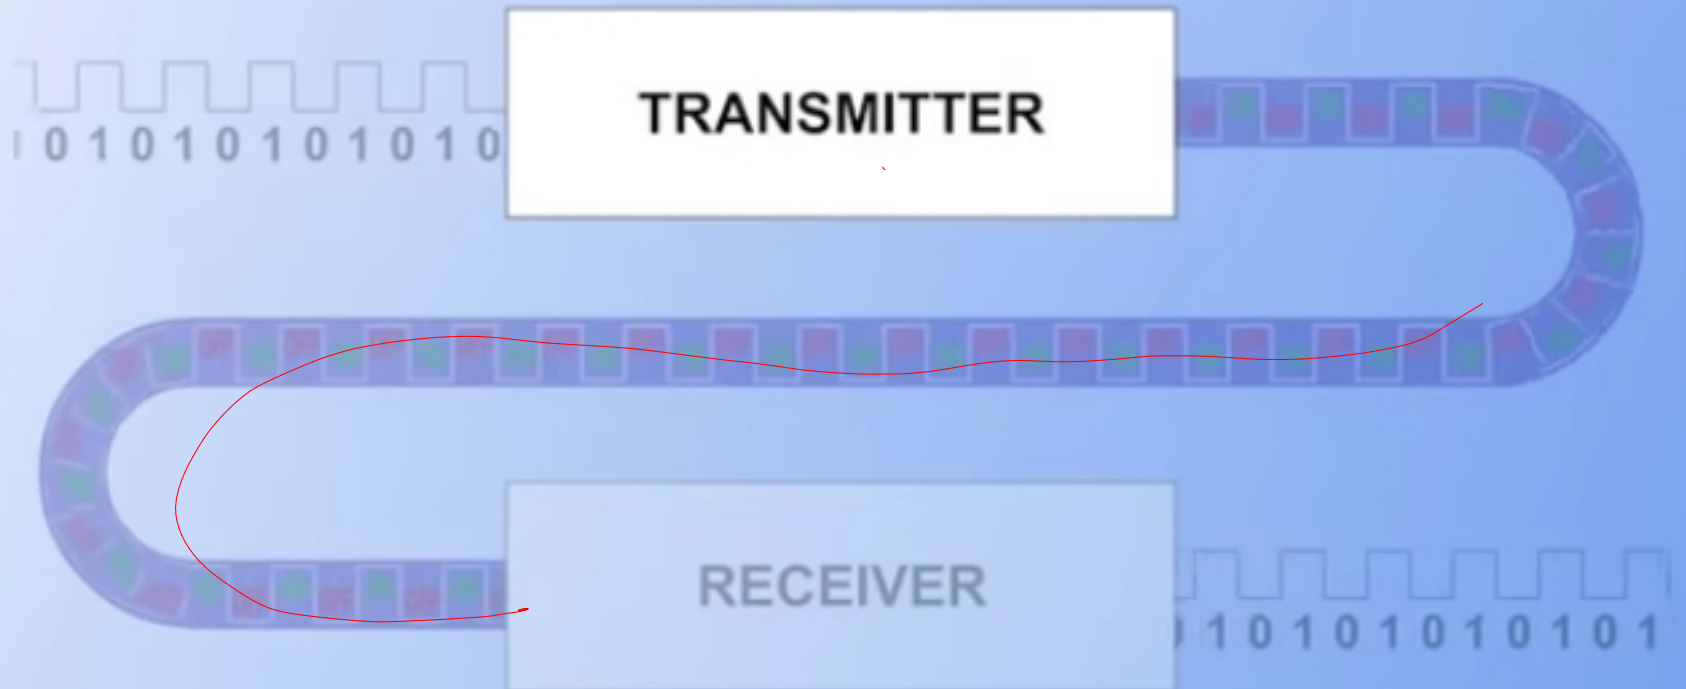 TRANSMITTER
0 1 0 1 0 1 0 1 0 1 0
RECEIVER
1 0 1 0 1 0 1 0 1 0 1